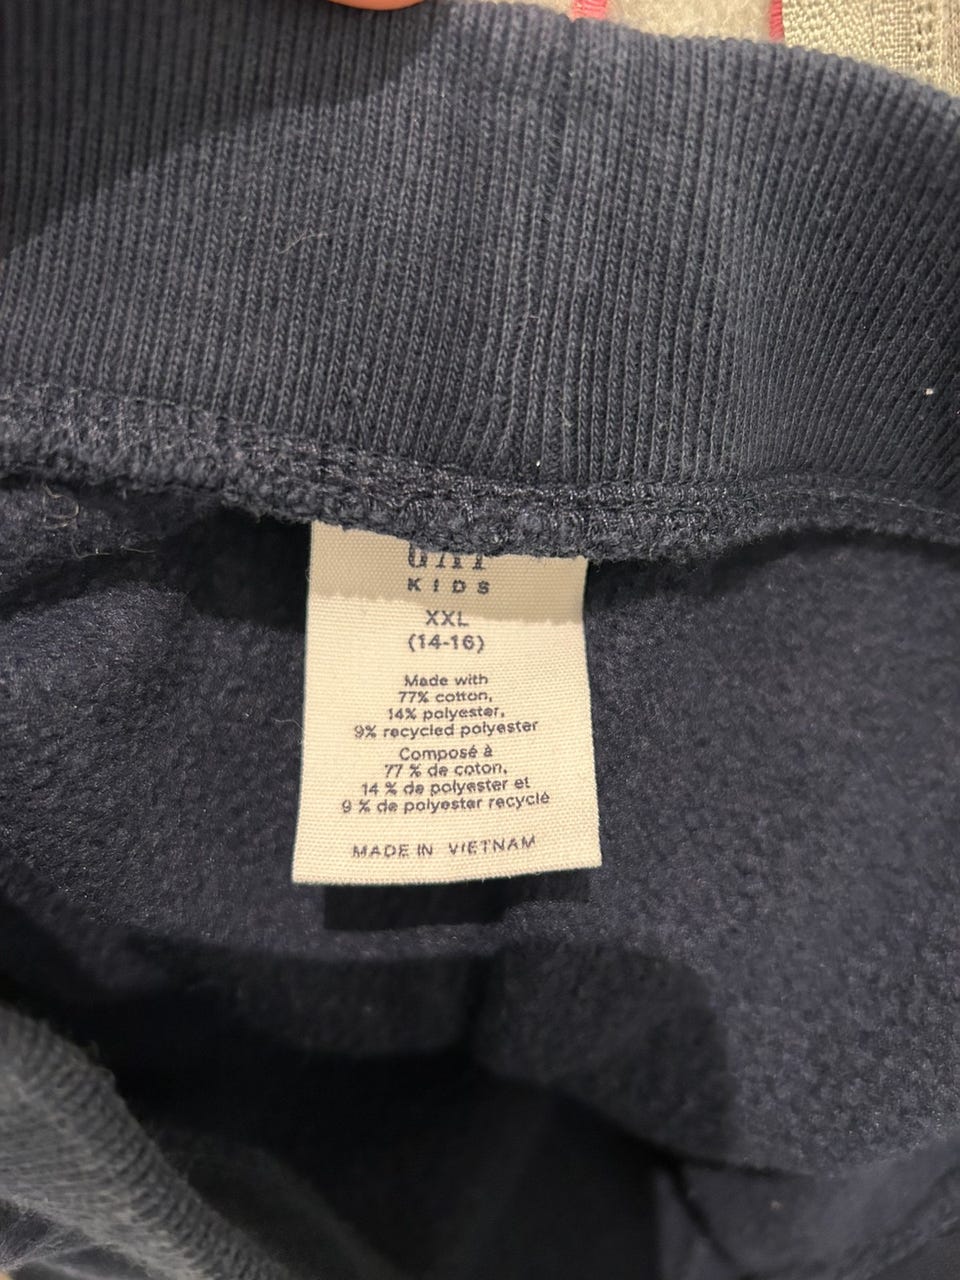 GAP
KIDS
XXL
(14-16)
Made with
77% cotton,
14% polyester,
9% recycled polyester
Composé à
77 % de coton,
14 % de polyester et
9 % de polyester recyclé
MADE IN VIETNAM